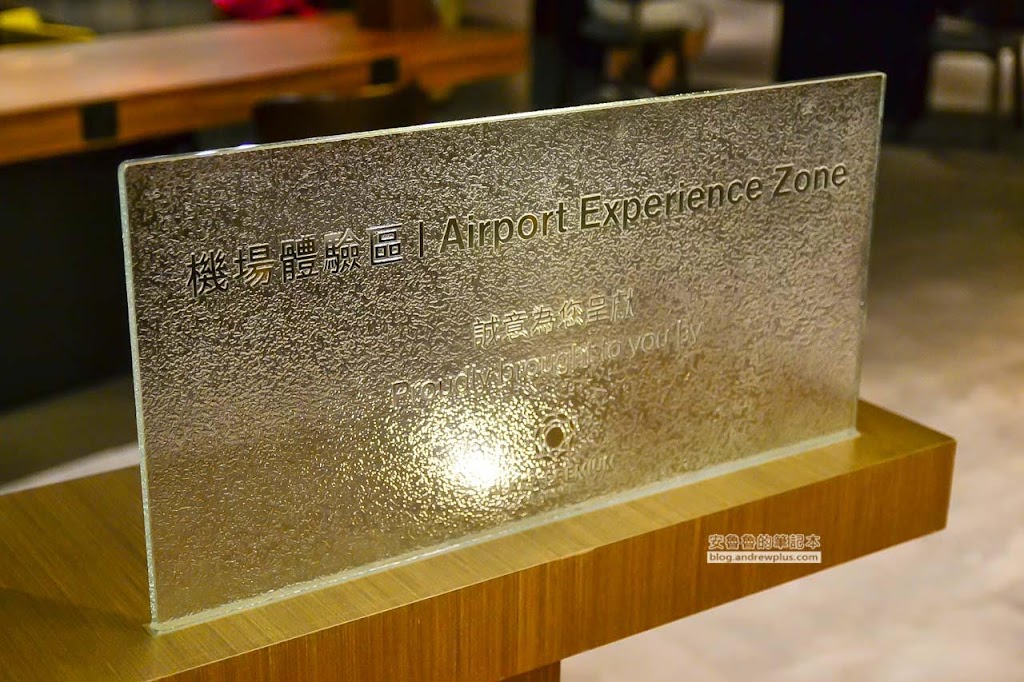 機場體驗區 | Airport Experience Zone
誠意為您呈獻
Proudly brought to you by
安魯魯的筆記本
blog.andrewplus.com